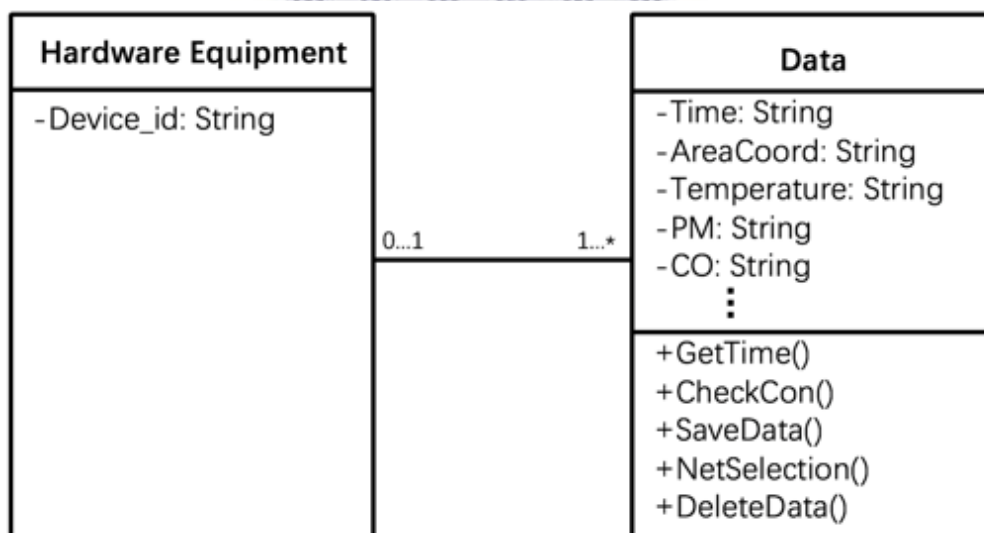 Hardware Equipment
-Device_id: String
0...1
1...*
Data
-Time: String
-AreaCoord: String
-Temperature: String
-PM: String
-CO: String
+GetTime()
+CheckCon()
+SaveData()
+NetSelection()
+DeleteData()